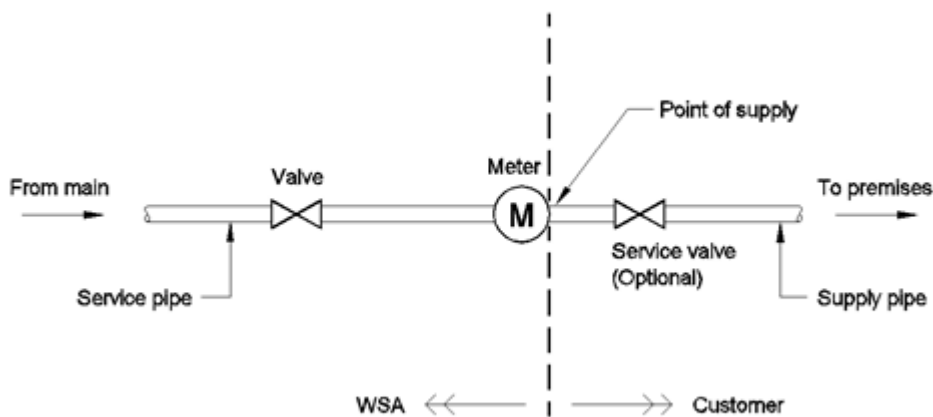 Point of supply
Meter
Valve
From main
To premises
M
Service valve
(Optional)
Service pipe
Supply pipe
WSA
Customer